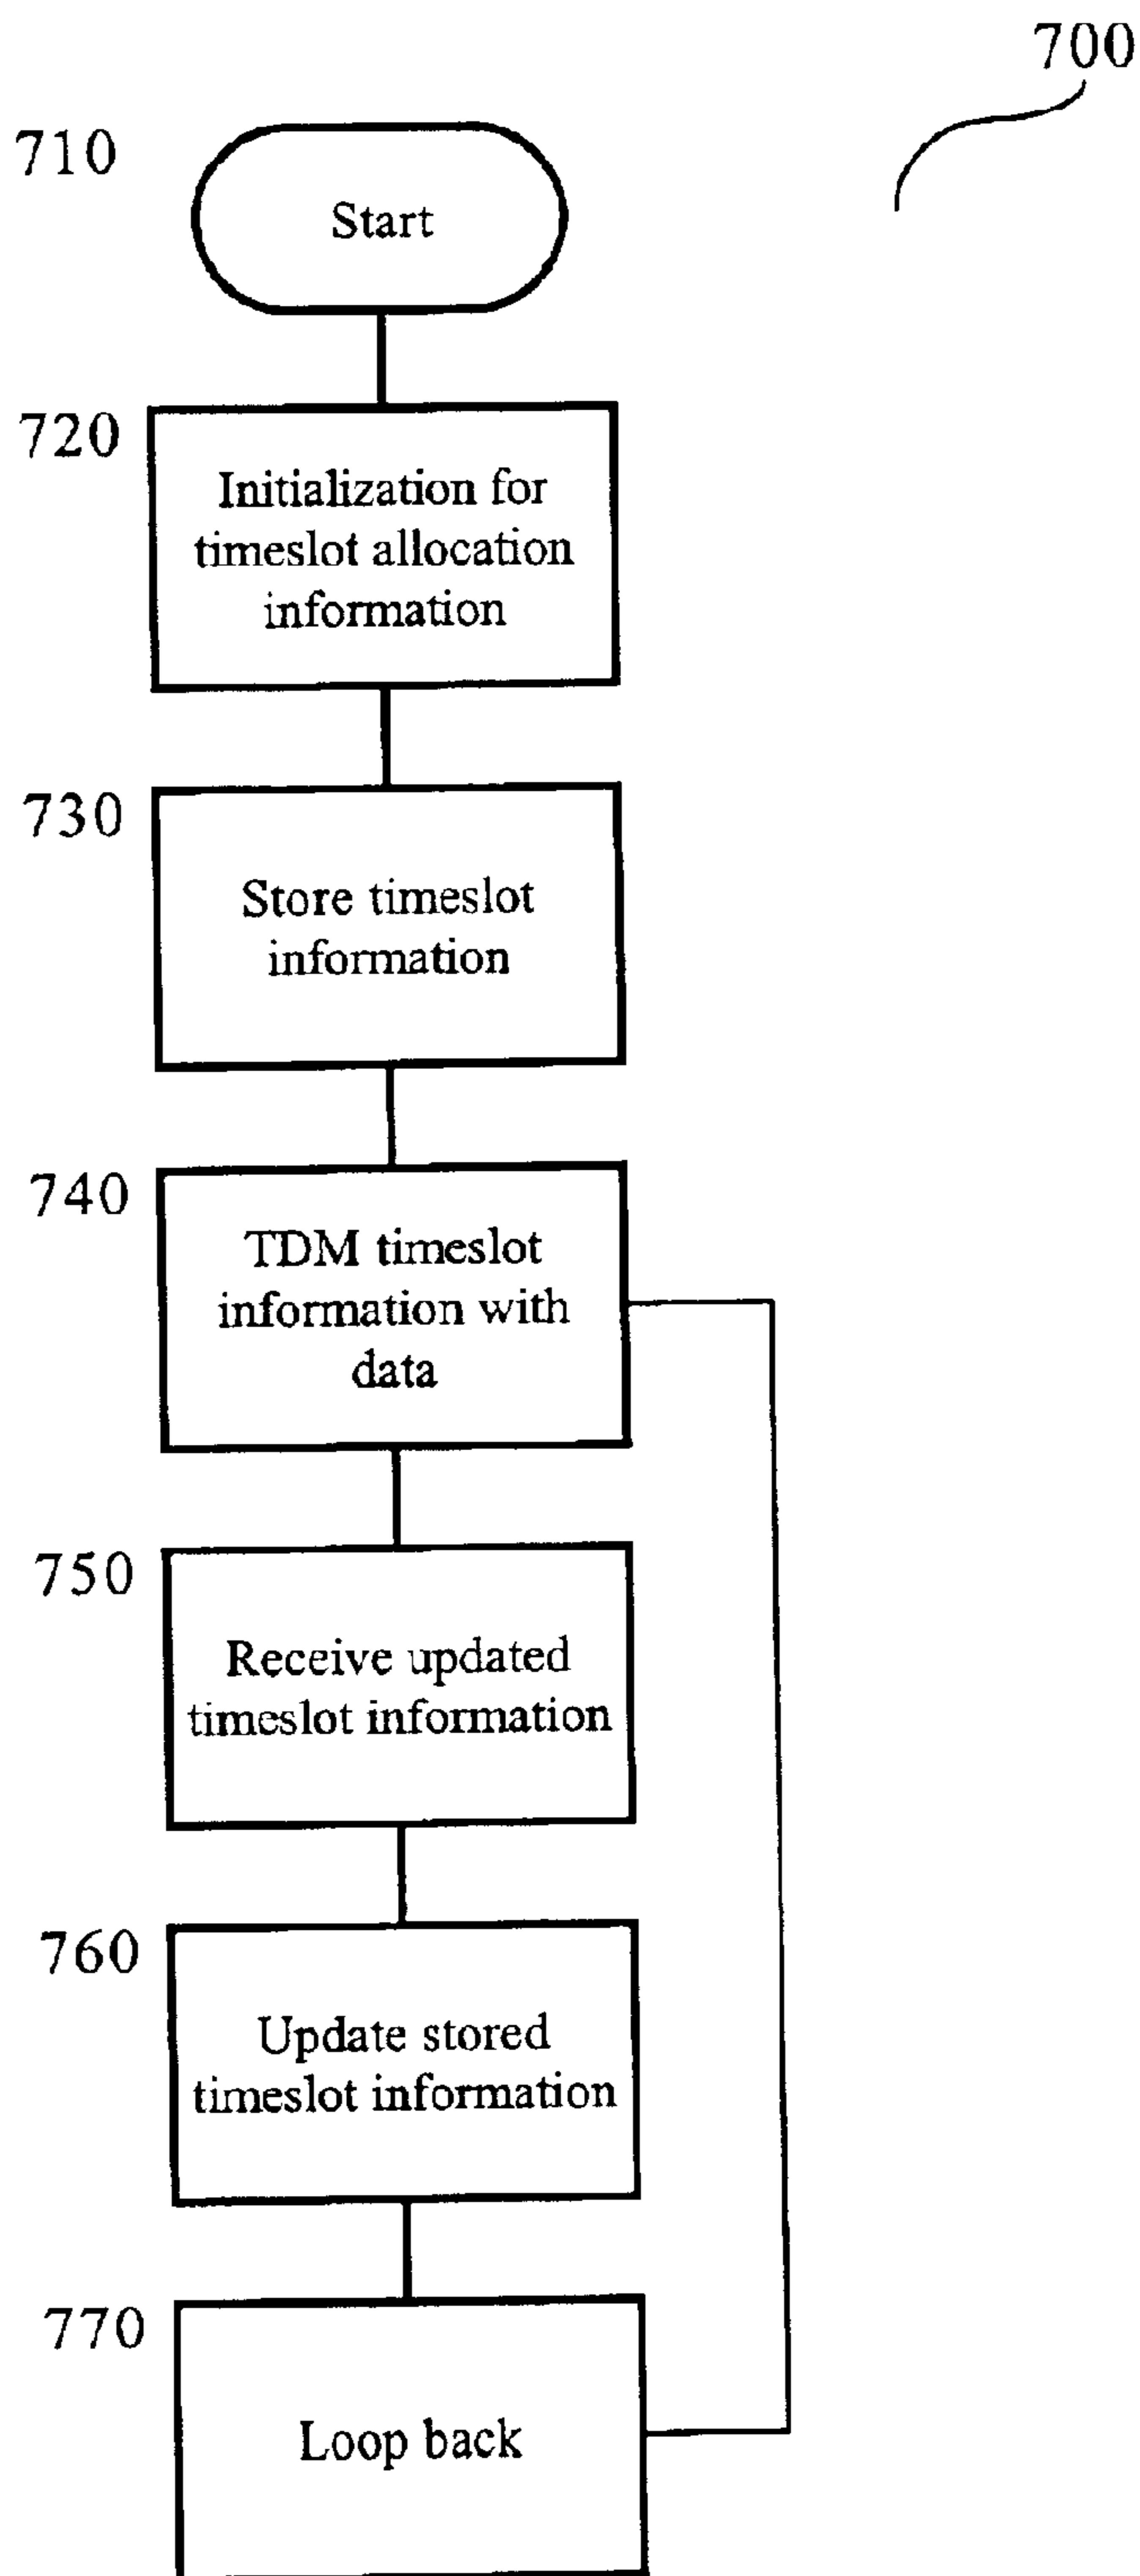 700
710
Start
720
Initialization for
timeslot allocation
information
730
Store timeslot
information
740
TDM timeslot
information with
data
750
Receive updated
timeslot information
760
Update stored
timeslot information
770
Loop back